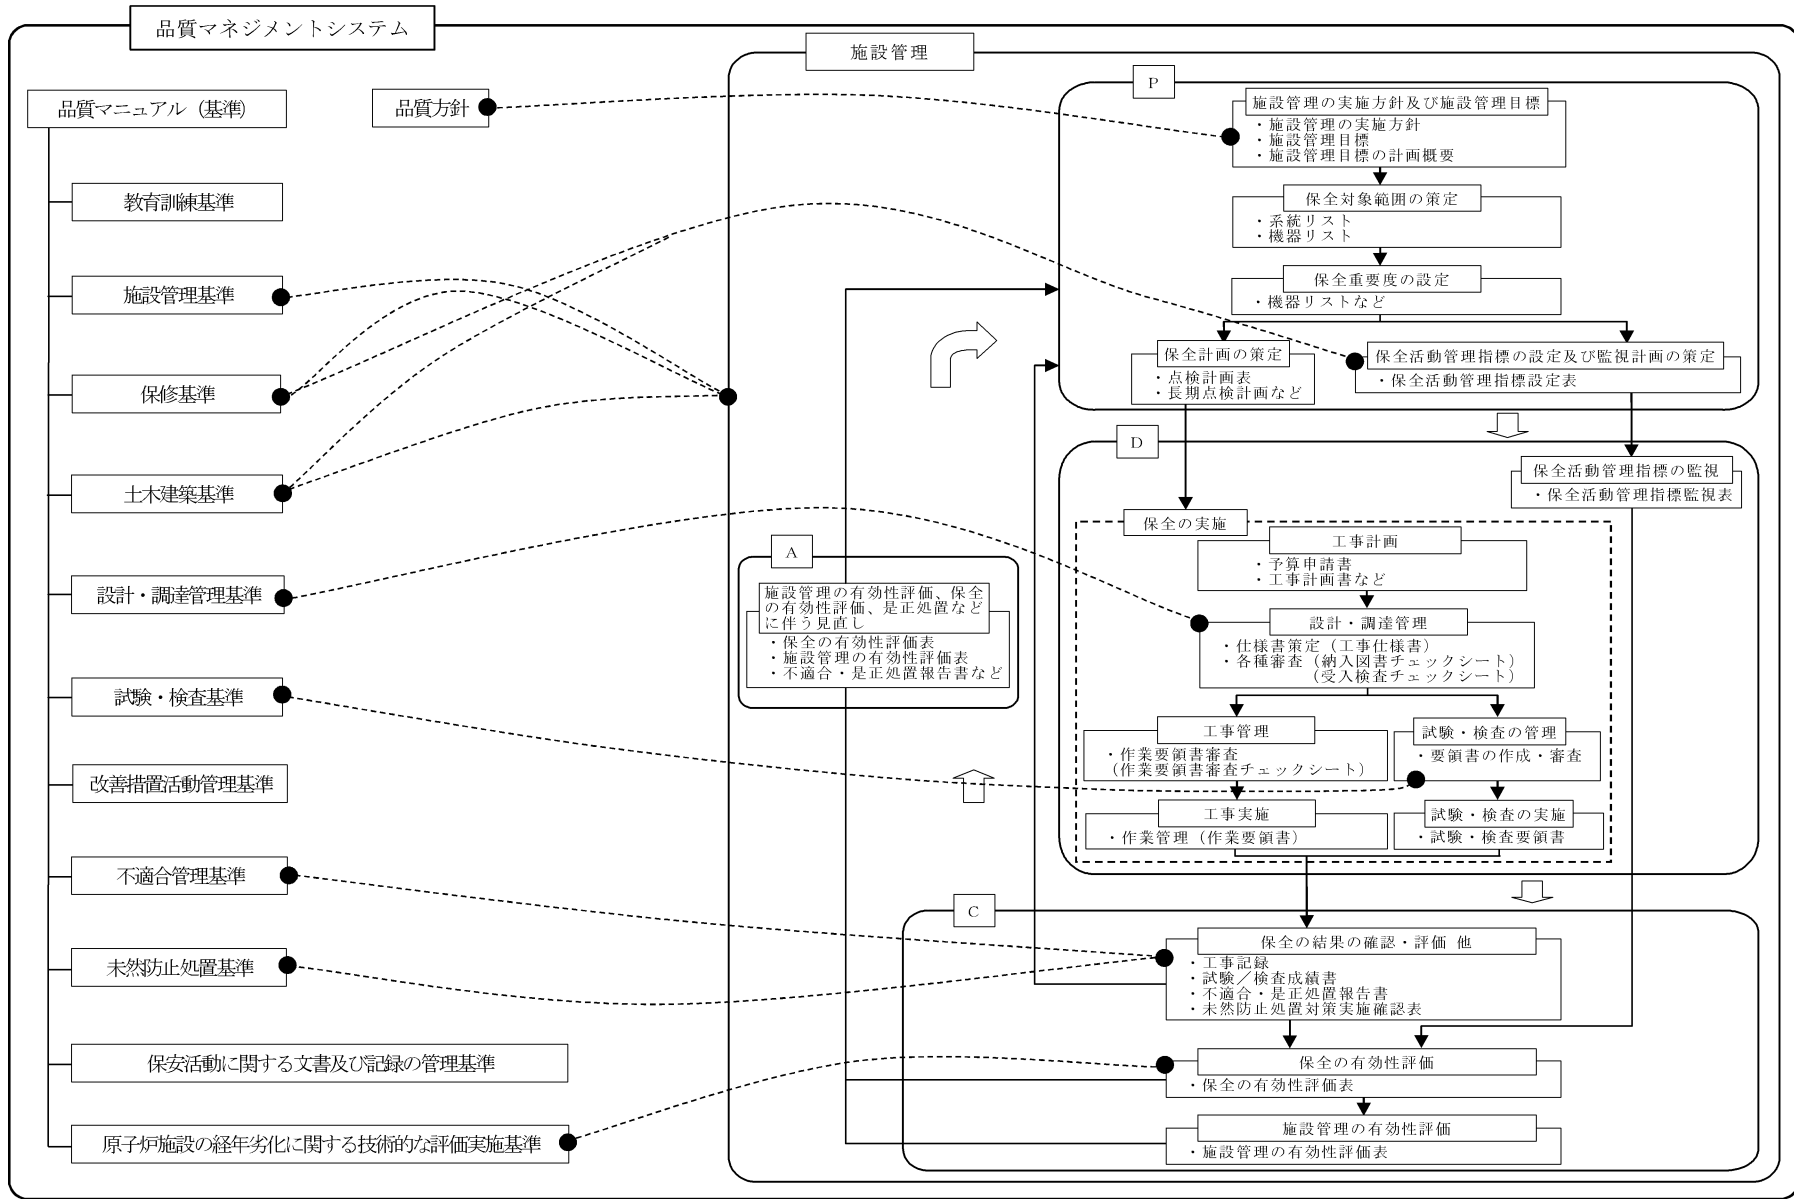 品質マネジメントシステム
品質マニュアル（基準）
品質方針
教育訓練基準
施設管理基準
保修基準
土木建築基準
設計・調達管理基準
試験・検査基準
改善措置活動管理基準
不適合管理基準
未然防止処置基準
保安活動に関する文書及び記録の管理基準
原子炉施設の経年劣化に関する技術的な評価実施基準
施設管理
P
施設管理の実施方針及び施設管理目標
・施設管理の実施方針
・施設管理目標
・施設管理目標の計画概要
保全対象範囲の策定
・系統リスト
・機器リスト
保全重要度の設定
・機器リストなど
保全計画の策定
・点検計画表
・長期点検計画など
保全活動管理指標の設定及び監視計画の策定
・保全活動管理指標設定表
D
保全活動管理指標の監視
・保全活動管理指標監視表
保全の実施
工事計画
・予算申請書
・工事計画書など
設計・調達管理
・仕様書策定（工事仕様書）
・各種審査（納入図書チェックシート）
（受入検査チェックシート）
工事管理
・作業要領書審査
（作業要領書審査チェックシート）
試験・検査の管理
・要領書の作成・審査
工事実施
・作業管理（作業要領書）
試験・検査の実施
・試験・検査要領書
A
施設管理の有効性評価、保全
の有効性評価、是正処置など
に伴う見直し
・保全の有効性評価表
・施設管理の有効性評価表
・不適合・是正処置報告書など
C
保全の結果の確認・評価 他
・工事記録
・試験／検査成績書
・不適合・是正処置報告書
・未然防止処置対策実施確認表
保全の有効性評価
・保全の有効性評価表
施設管理の有効性評価
・施設管理の有効性評価表